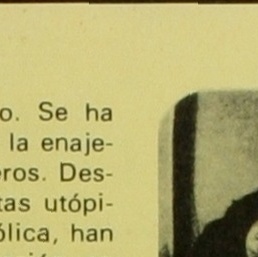 o. Se ha
la enaje-
eros. Des-
tas utópi-
ólica, han